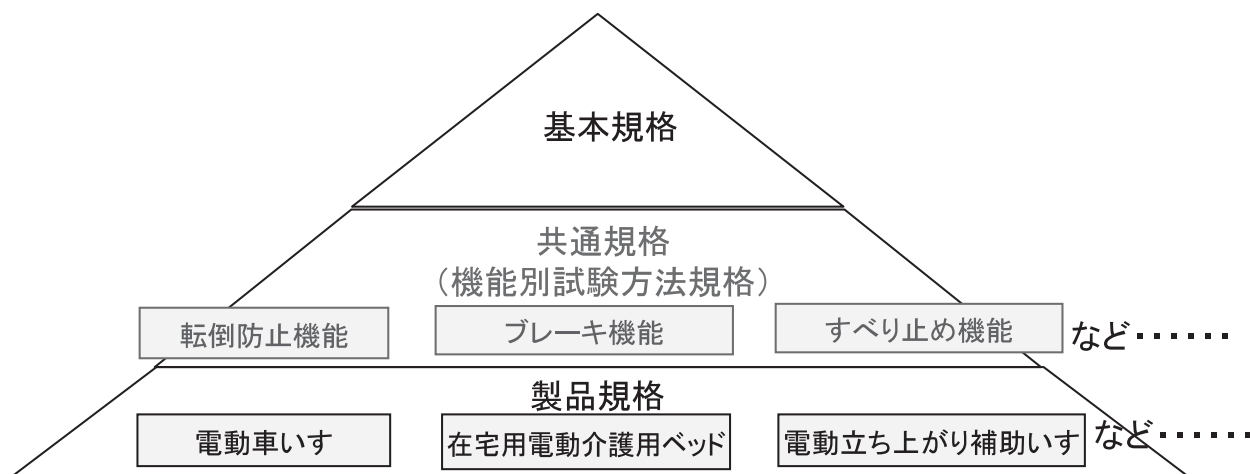 基本規格
共通規格
（機能別試験方法規格）
転倒防止機能
ブレーキ機能
すべり止め機能
など・・・・・・
製品規格
電動車いす
在宅用電動介護用ベッド
電動立ち上がり補助いす
など・・・・・・